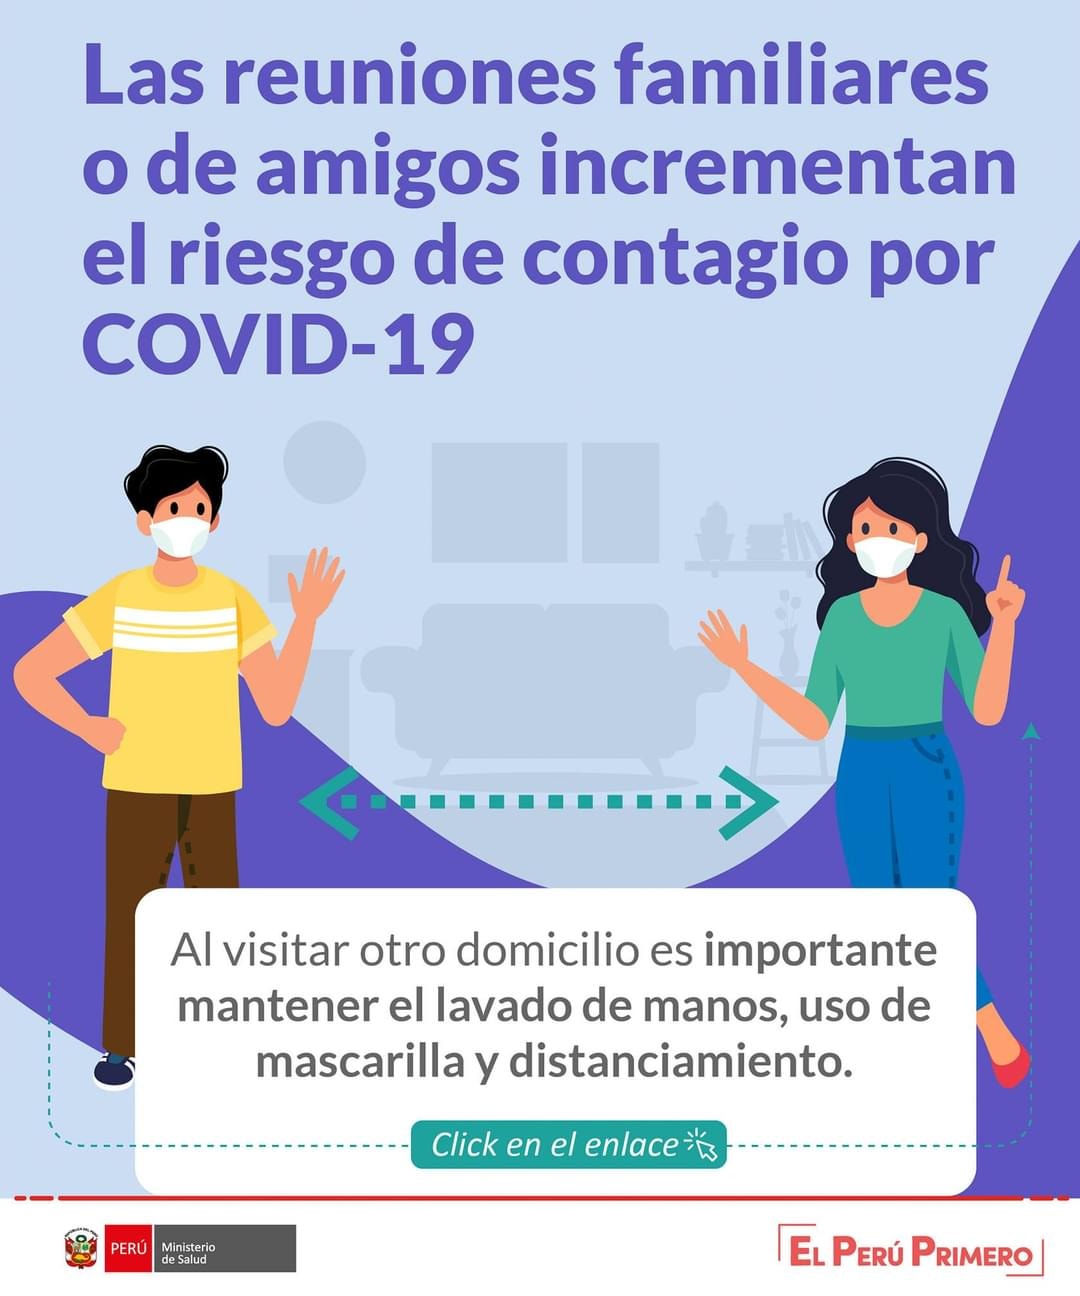 Las reuniones familiares
o de amigos incrementan
el riesgo de contagio por
COVID-19
Al visitar otro domicilio es importante
mantener el lavado de manos, uso de
mascarilla y distanciamiento.
Click en el enlace
PERÚ
Ministerio
de Salud
EL PERÚ PRIMERO